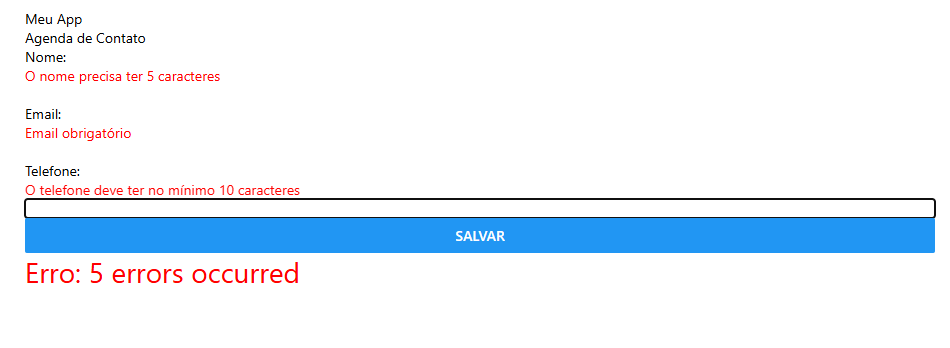 Meu App
Agenda de Contato
Nome:
O nome precisa ter 5 caracteres
Email:
Email obrigatório
Telefone:
O telefone deve ter no mínimo 10 caracteres
SALVAR
Erro: 5 errors occurred